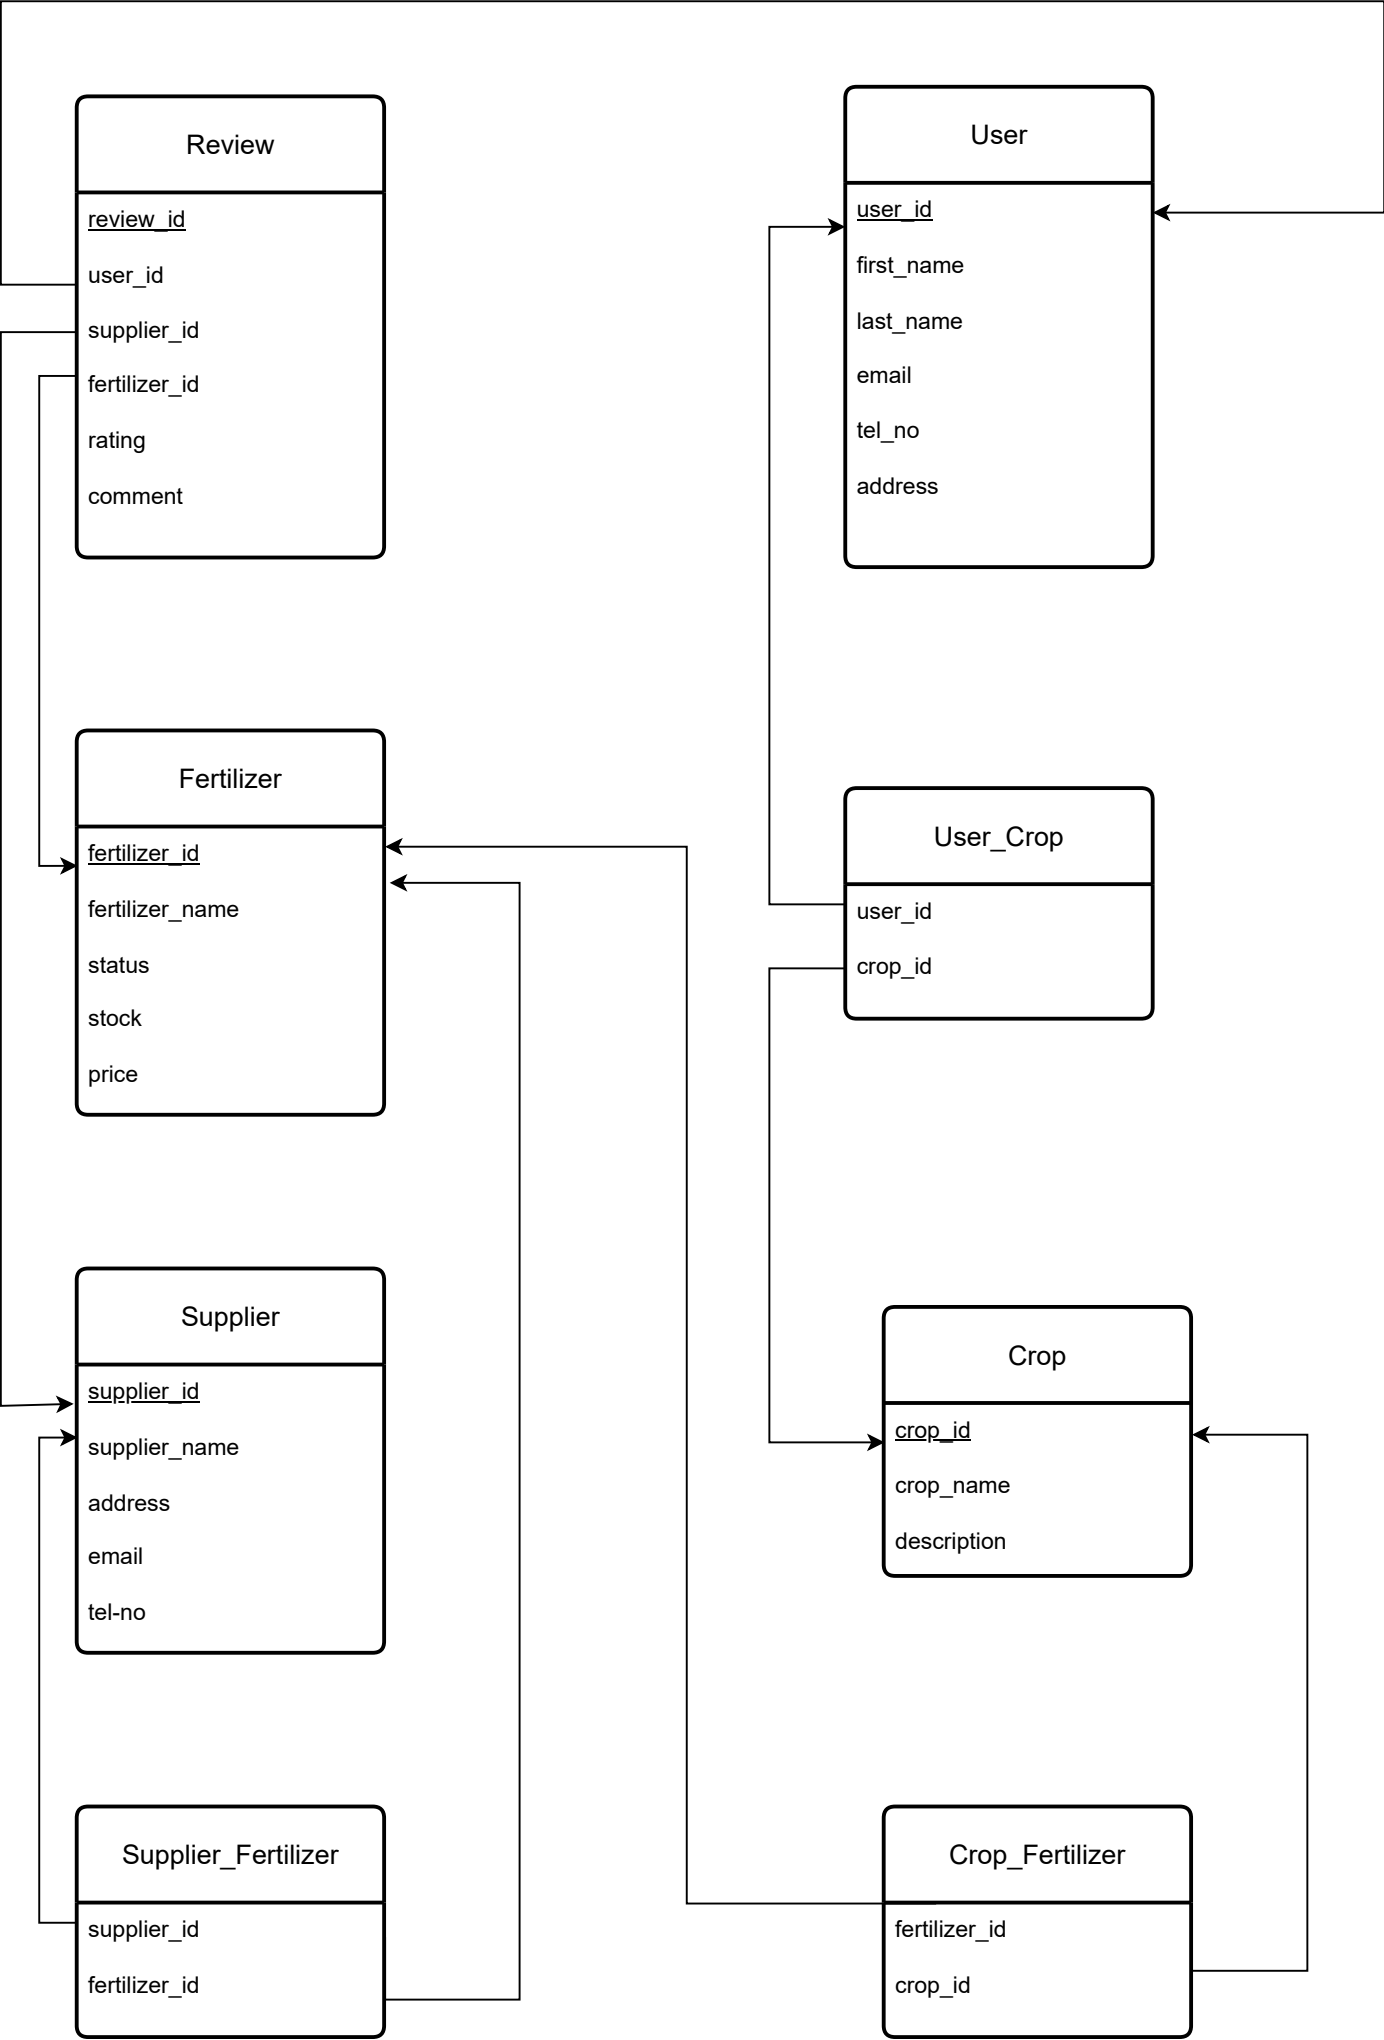 Review
review_id
user_id
supplier_id
fertilizer_id
rating
comment
User
user_id
first_name
last_name
email
tel_no
address
Fertilizer
fertilizer_id
fertilizer_name
status
stock
price
User_Crop
user_id
crop_id
Supplier
supplier_id
supplier_name
address
email
tel-no
Crop
crop_id
crop_name
description
Supplier_Fertilizer
supplier_id
fertilizer_id
Crop_Fertilizer
fertilizer_id
crop_id